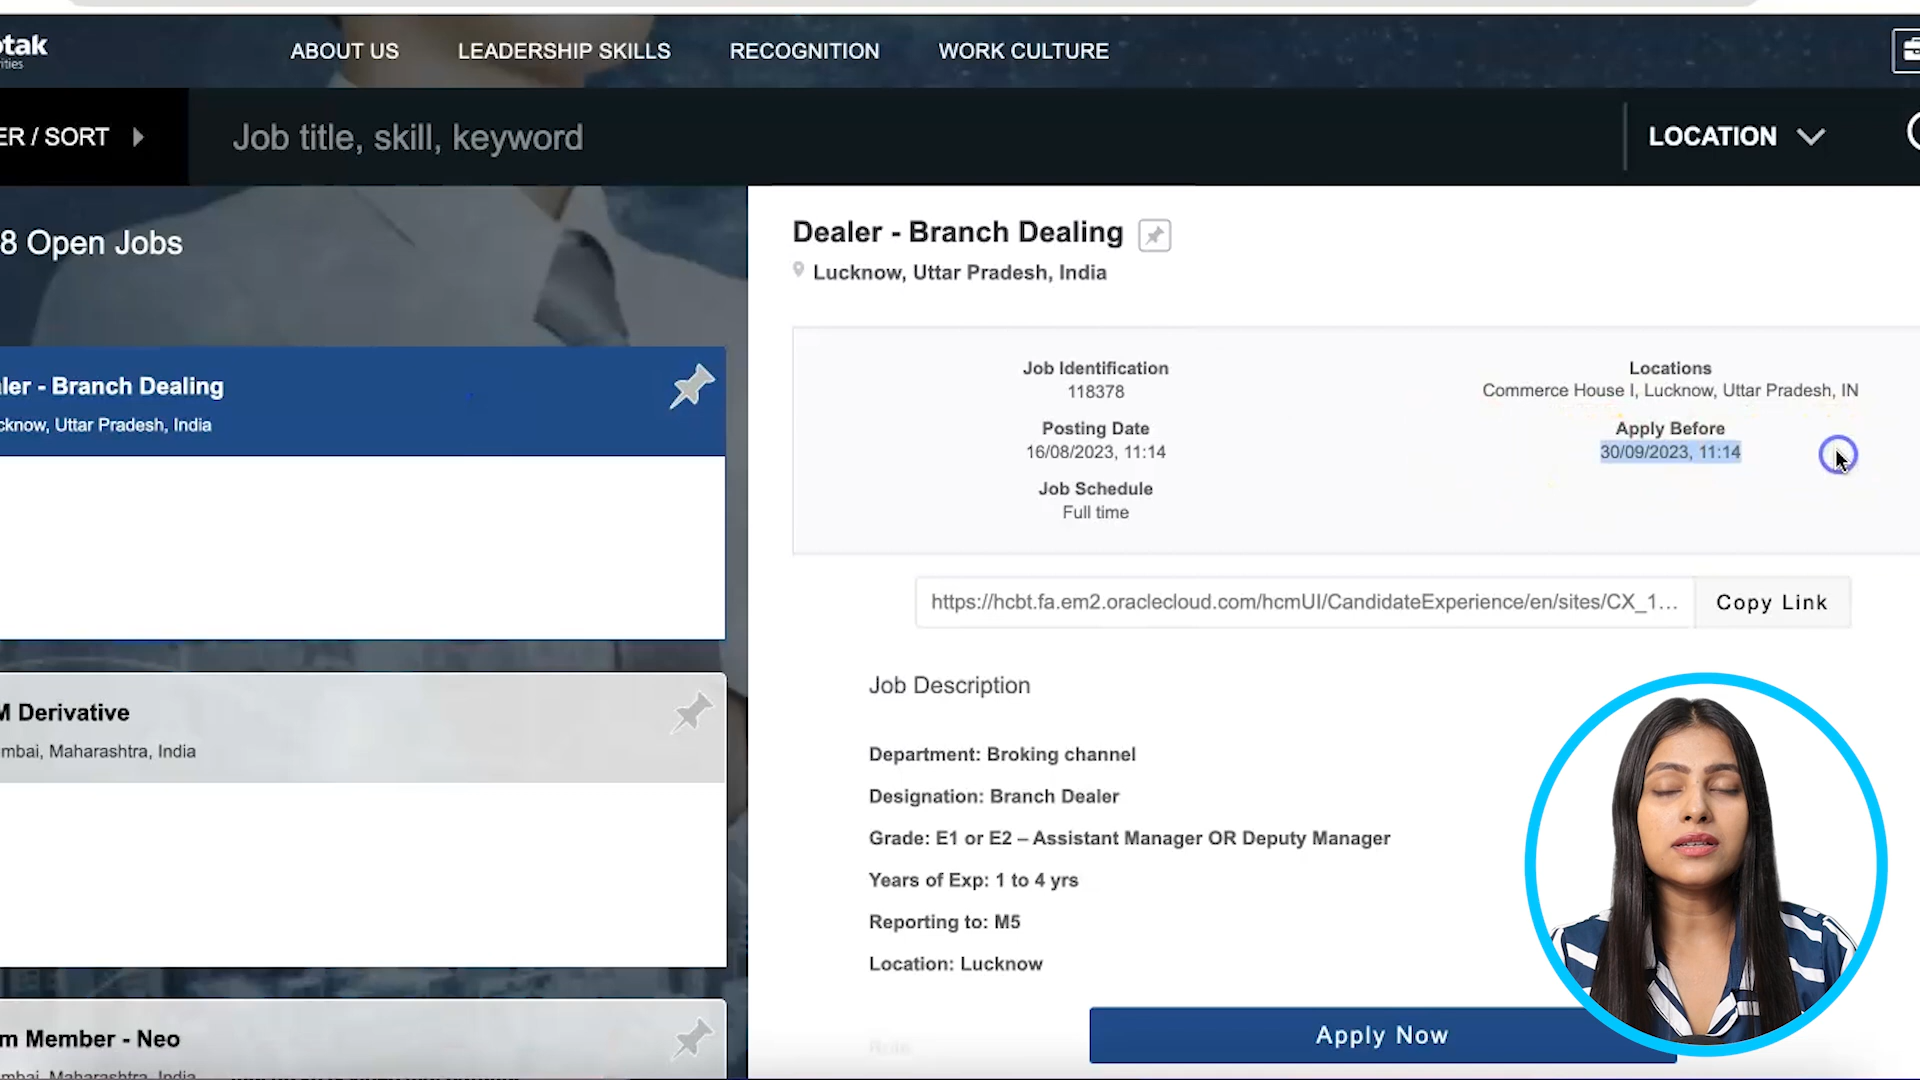 otak
ities
ABOUT US
LEADERSHIP SKILLS
RECOGNITION
WORK CULTURE
ER / SORT
Job title, skill, keyword
LOCATION
8 Open Jobs
ler - Branch Dealing
cknow, Uttar Pradesh, India
M Derivative
mbai, Maharashtra, India
m Member - Neo
mbai, Maharashtra, India
Dealer - Branch Dealing
Lucknow, Uttar Pradesh, India
Job Identification
118378
Locations
Commerce House I, Lucknow, Uttar Pradesh, IN
Posting Date
16/08/2023, 11:14
Apply Before
30/09/2023, 11:14
Job Schedule
Full time
https://hcbt.fa.em2.oraclecloud.com/hcmUI/CandidateExperience/en/sites/CX_1...
Copy Link
Job Description
Department: Broking channel
Designation: Branch Dealer
Grade: E1 or E2 – Assistant Manager OR Deputy Manager
Years of Exp: 1 to 4 yrs
Reporting to: M5
Location: Lucknow
Apply Now